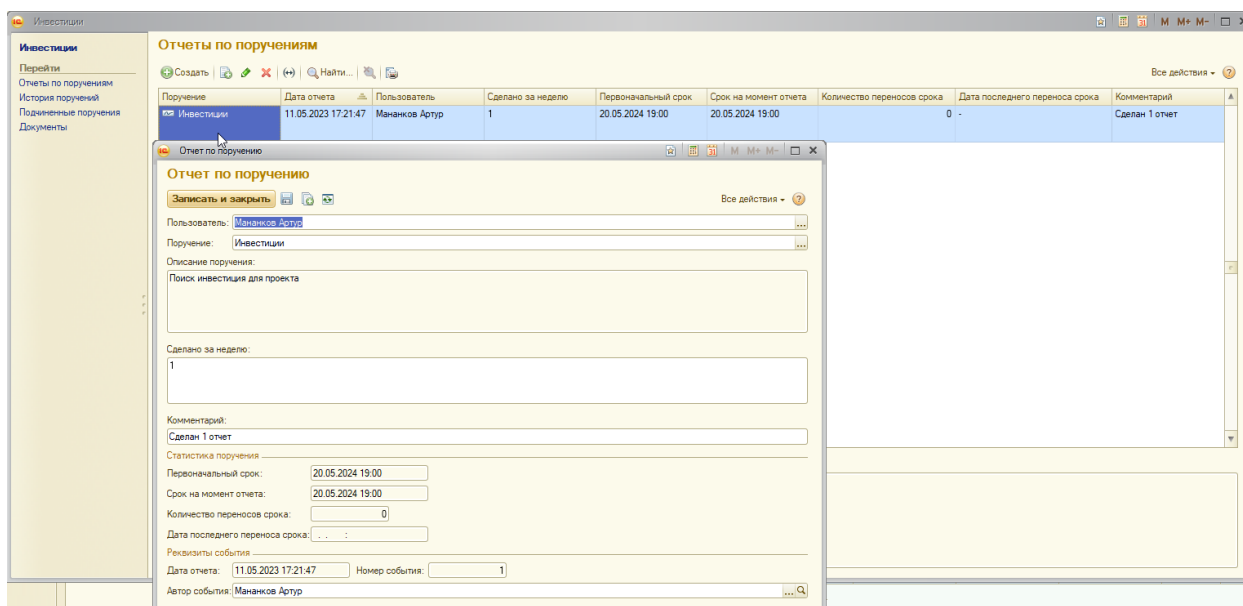 Инвестиции
M M+ M-
Инвестиции
Перейти
Отчеты по поручениям
История поручений
Подчиненные поручения
Документы
Отчеты по поручениям
Создать Найти... Все действия
Поручение Дата отчета Пользователь Сделано за неделю Первоначальный срок Срок на момент отчета Количество переносов срока Дата последнего переноса срока Комментарий
Инвестиции 11.05.2023 17:21:47 Мананков Артур 1 20.05.2024 19:00 20.05.2024 19:00 0 - Сделан 1 отчет
Отчет по поручению M M+ M-
Отчет по поручению
Записать и закрыть Все действия
Пользователь: Мананков Артур ...
Поручение: Инвестиции ...
Описание поручения:
Поиск инвестиция для проекта
Сделано за неделю:
1
Комментарий:
Сделан 1 отчет
Статистика поручения
Первоначальный срок: 20.05.2024 19:00
Срок на момент отчета: 20.05.2024 19:00
Количество переносов срока: 0
Дата последнего переноса срока: . . :
Реквизиты события
Дата отчета: 11.05.2023 17:21:47 Номер события: 1
Автор события: Мананков Артур ...